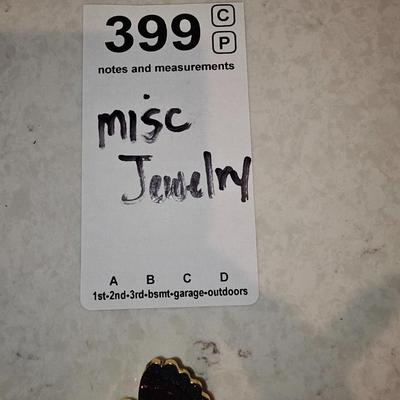 399 C
P
notes and measurements
misc
Jewelry
A B C D
1st-2nd-3rd-bsmt-garage-outdoors